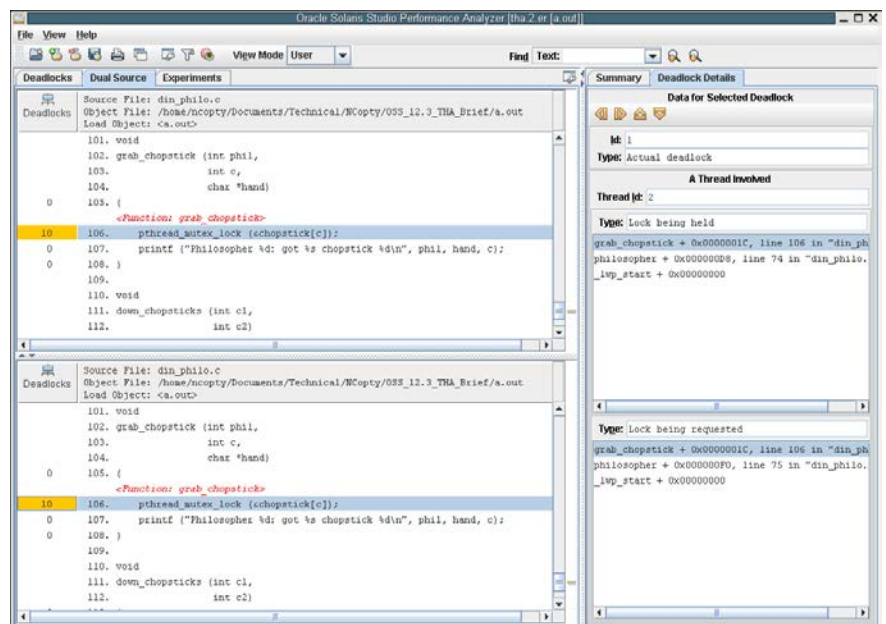 Oracle Solaris Studio Performance Analyzer [tha.2.er [a.out]]
File View Help
View Mode User
Find Text:
Deadlocks Dual Source Experiments
Deadlocks
Source File: din_philo.c
Object File: /home/ncopty/Documents/Technical/NCopty/OSS_12.3_THA_Brief/a.out
Load Object: <a.out>
101. void
102. grab_chopstick (int phil,
103. int c,
104. char *hand)
0 105. {
<Function: grab_chopstick>
10 106. pthread_mutex_lock (&chopstick[c]);
0 107. printf ("Philosopher %d: got %s chopstick %d\n", phil, hand, c);
0 108. }
109.
110. void
111. down_chopsticks (int c1,
112. int c2)
Deadlocks
Source File: din_philo.c
Object File: /home/ncopty/Documents/Technical/NCopty/OSS_12.3_THA_Brief/a.out
Load Object: <a.out>
101. void
102. grab_chopstick (int phil,
103. int c,
104. char *hand)
0 105. {
<Function: grab_chopstick>
10 106. pthread_mutex_lock (&chopstick[c]);
0 107. printf ("Philosopher %d: got %s chopstick %d\n", phil, hand, c);
0 108. }
109.
110. void
111. down_chopsticks (int c1,
112. int c2)
Summary Deadlock Details
Data for Selected Deadlock
Id: 1
Type: Actual deadlock
A Thread Involved
Thread Id: 2
Type: Lock being held
grab_chopstick + 0x0000001C, line 106 in "din_ph
philosopher + 0x000000D8, line 74 in "din_philo.
_lwp_start + 0x00000000
Type: Lock being requested
grab_chopstick + 0x0000001C, line 106 in "din_ph
philosopher + 0x000000F0, line 75 in "din_philo.
_lwp_start + 0x00000000